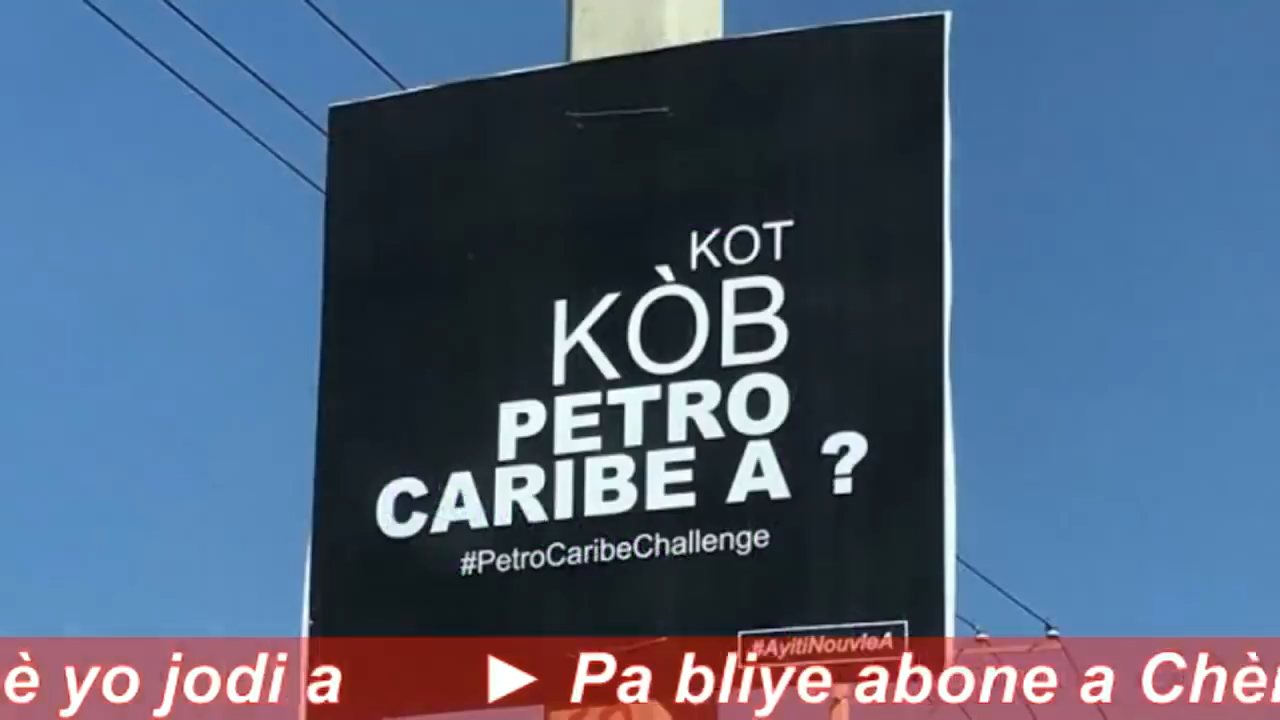 KOT
KÒB
PETRO
CARIBE A ?
#PetroCaribeChallenge
#AyitiNouvleA
è yo jodi a ► Pa bliye abone a